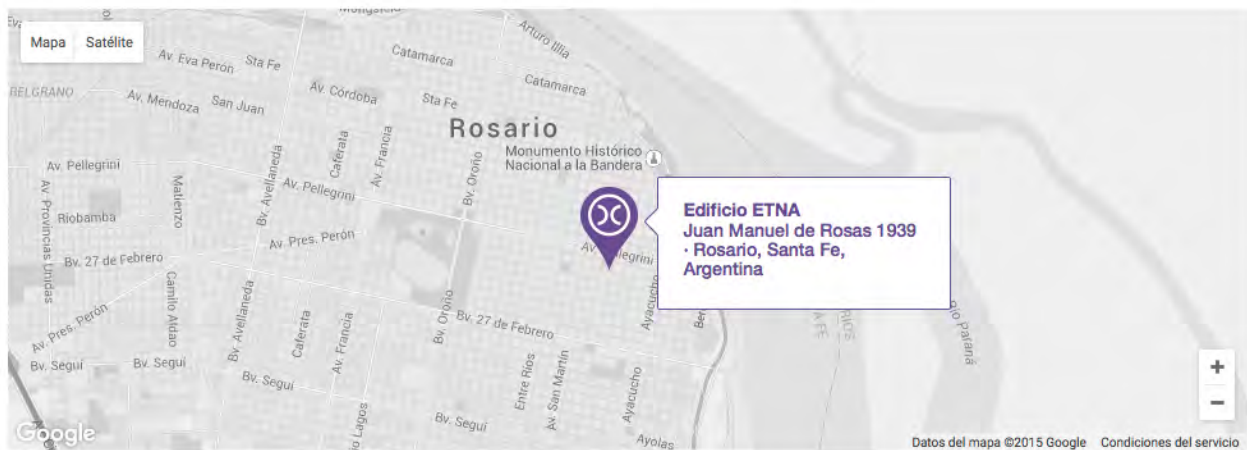 Mapa
Satélite
Arturo Illia
Catamarca
Catamarca
Av. Eva Perón
Sta Fe
BELGRANO
Av. Mendoza
San Juan
Av. Córdoba
Sta Fe
Rosario
Monumento Histórico
Nacional a la Bandera
Av. Pellegrini
Matienzo
Bv. Avellaneda
Caferata
Av. Francia
Av. Pellegrini
Bv. Oroño
Edificio ETNA
Juan Manuel de Rosas 1939
· Rosario, Santa Fe,
Argentina
Av. Provincias Unidas
Riobamba
Av. Pres. Perón
Bv. 27 de Febrero
Camilo Aldao
Bv. Avellaneda
Caferata
Av. Francia
Bv. Oroño
Bv. 27 de Febrero
Ayacucho
Río Paraná
Av. Pres. Perón
Bv. Seguí
Bv. Seguí
Bv. Seguí
Entre Ríos
Av. San Martín
Ayacucho
Bv. Seguí
Ayolas
+
−
Google
Datos del mapa ©2015 Google
Condiciones del servicio